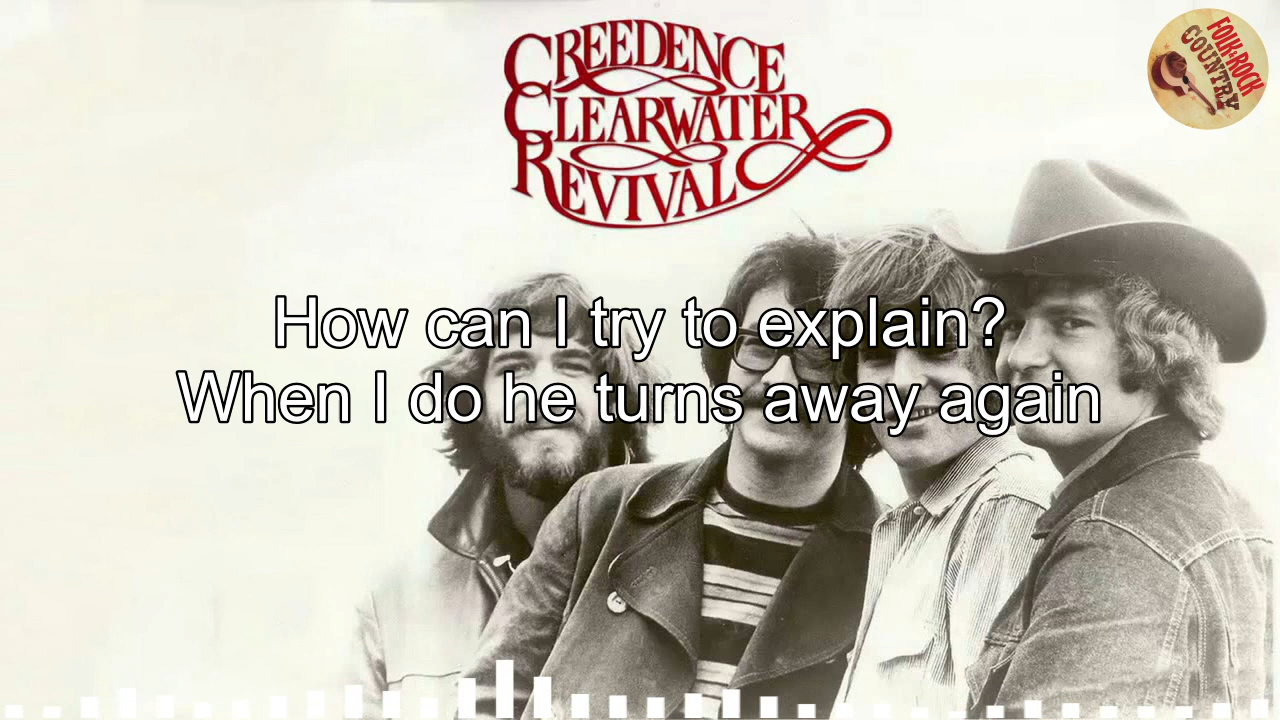 CREEDENCE
CLEARWATER
REVIVAL
FOLK & ROCK
COUNTRY
How can I try to explain?
When I do he turns away again